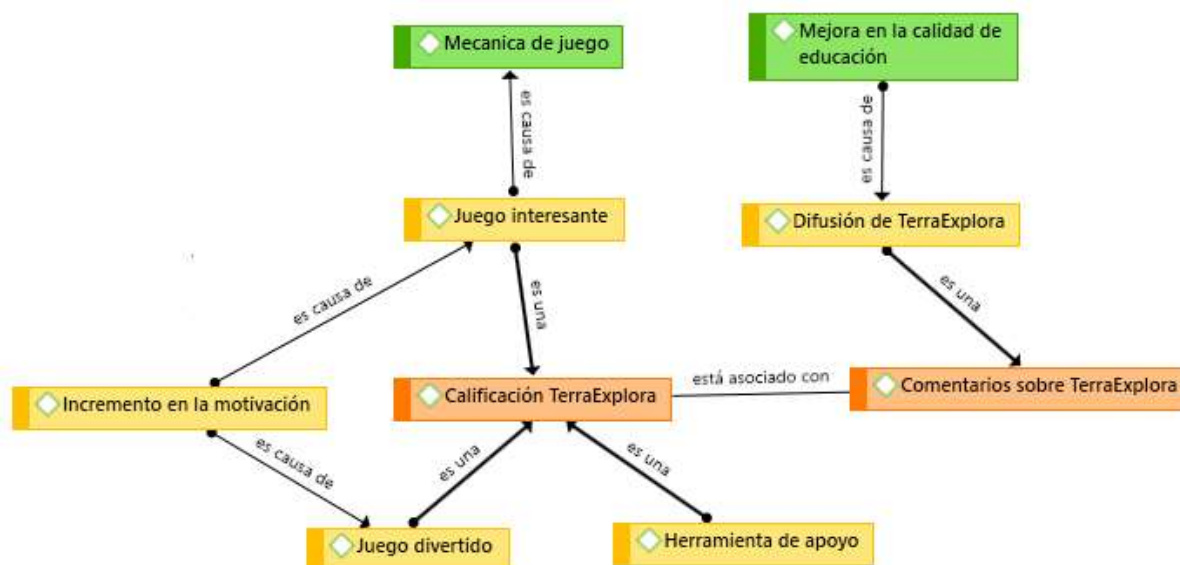 Mecanica de juego
Mejora en la calidad de
educación
es causa de
es causa de
Juego interesante
Difusión de TerraExplora
es causa de
es una
es una
Incremento en la motivación
Calificación TerraExplora
está asociado con
Comentarios sobre TerraExplora
es causa de
es una
es una
Juego divertido
Herramienta de apoyo